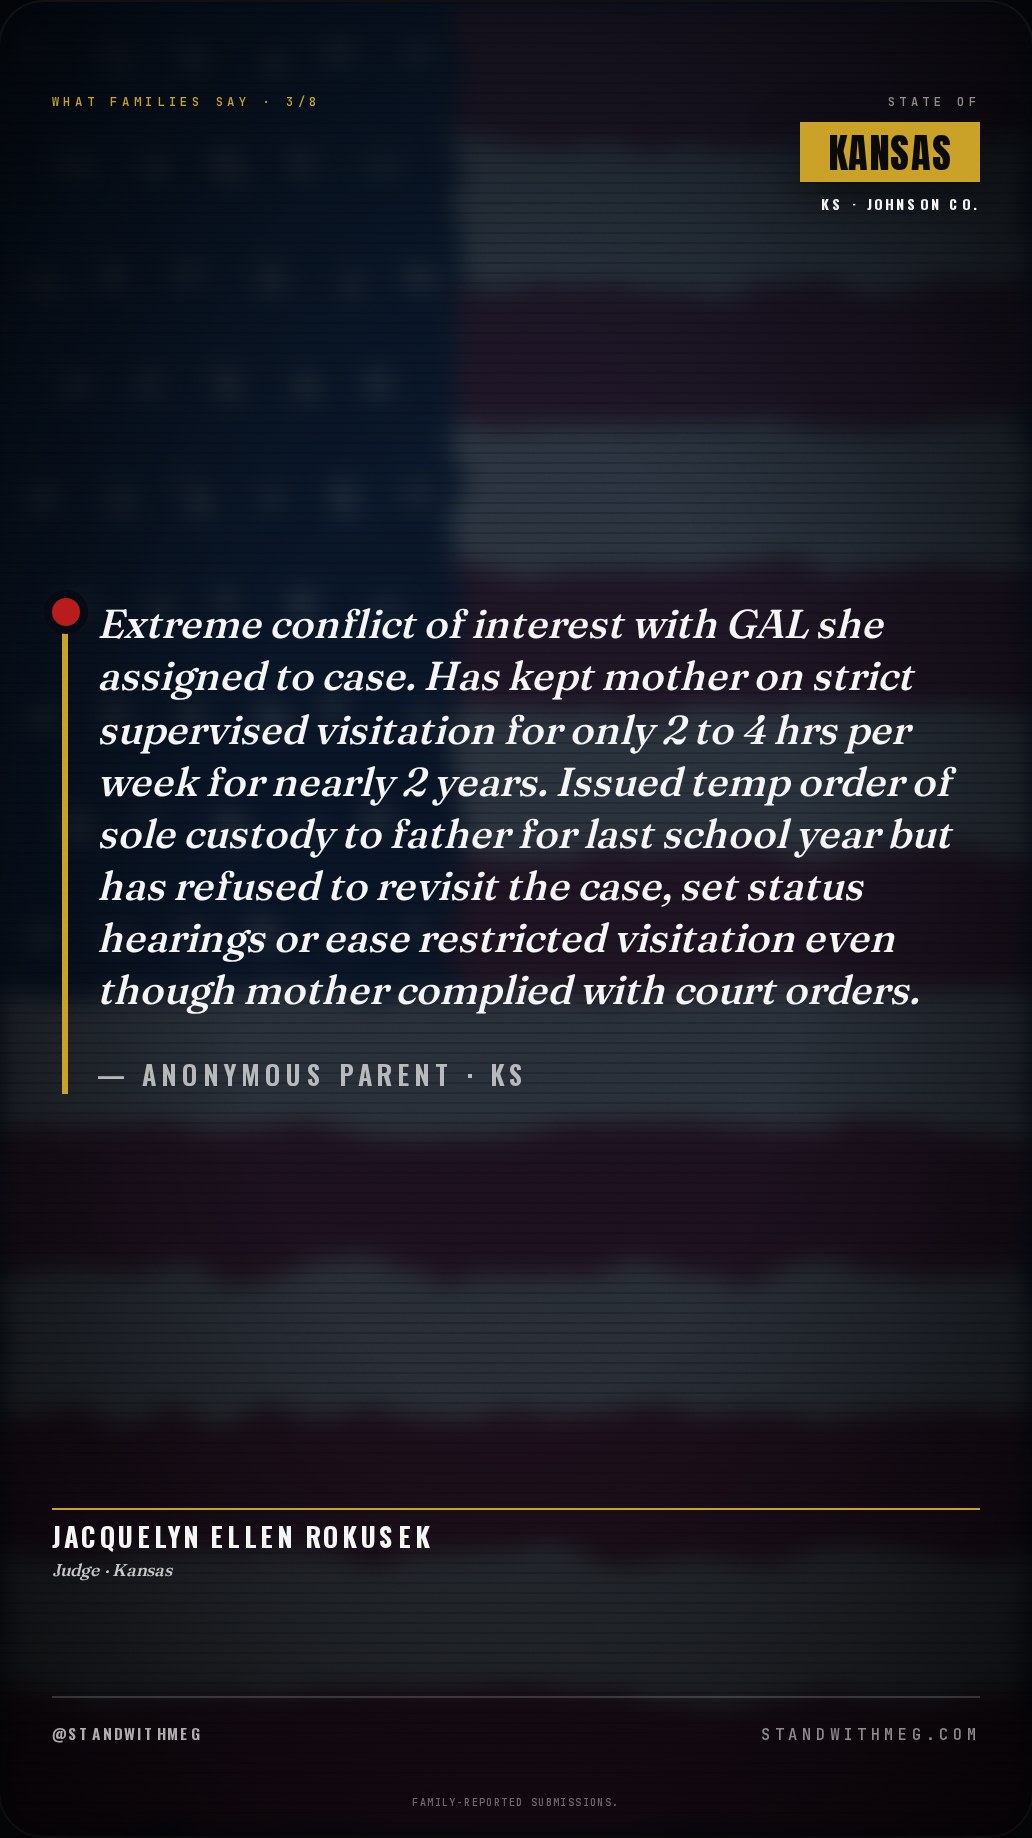 WHAT FAMILIES SAY · 3/8
STATE OF
KANSAS
KS · JOHNSON CO.
Extreme conflict of interest with GAL she
assigned to case. Has kept mother on strict
supervised visitation for only 2 to 4 hrs per
week for nearly 2 years. Issued temp order of
sole custody to father for last school year but
has refused to revisit the case, set status
hearings or ease restricted visitation even
though mother complied with court orders.
— ANONYMOUS PARENT · KS
JACQUELYN ELLEN ROKUSEK
Judge · Kansas
@STANDWITHMEG
STANDWITHMEG.COM
FAMILY-REPORTED SUBMISSIONS.